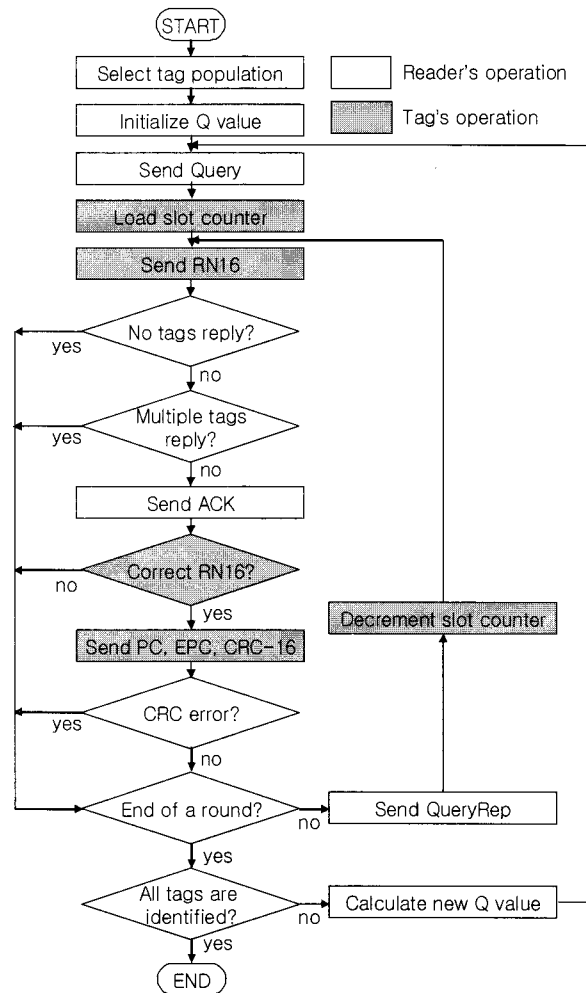 START
Select tag population
Reader's operation
Initialize Q value
Tag's operation
Send Query
Load slot counter
Send RN16
No tags reply?
yes
no
Multiple tags
reply?
yes
no
Send ACK
Correct RN16?
no
yes
Decrement slot counter
Send PC, EPC, CRC-16
CRC error?
yes
no
End of a round?
no
Send QueryRep
yes
All tags are
identified?
no
Calculate new Q value
yes
END